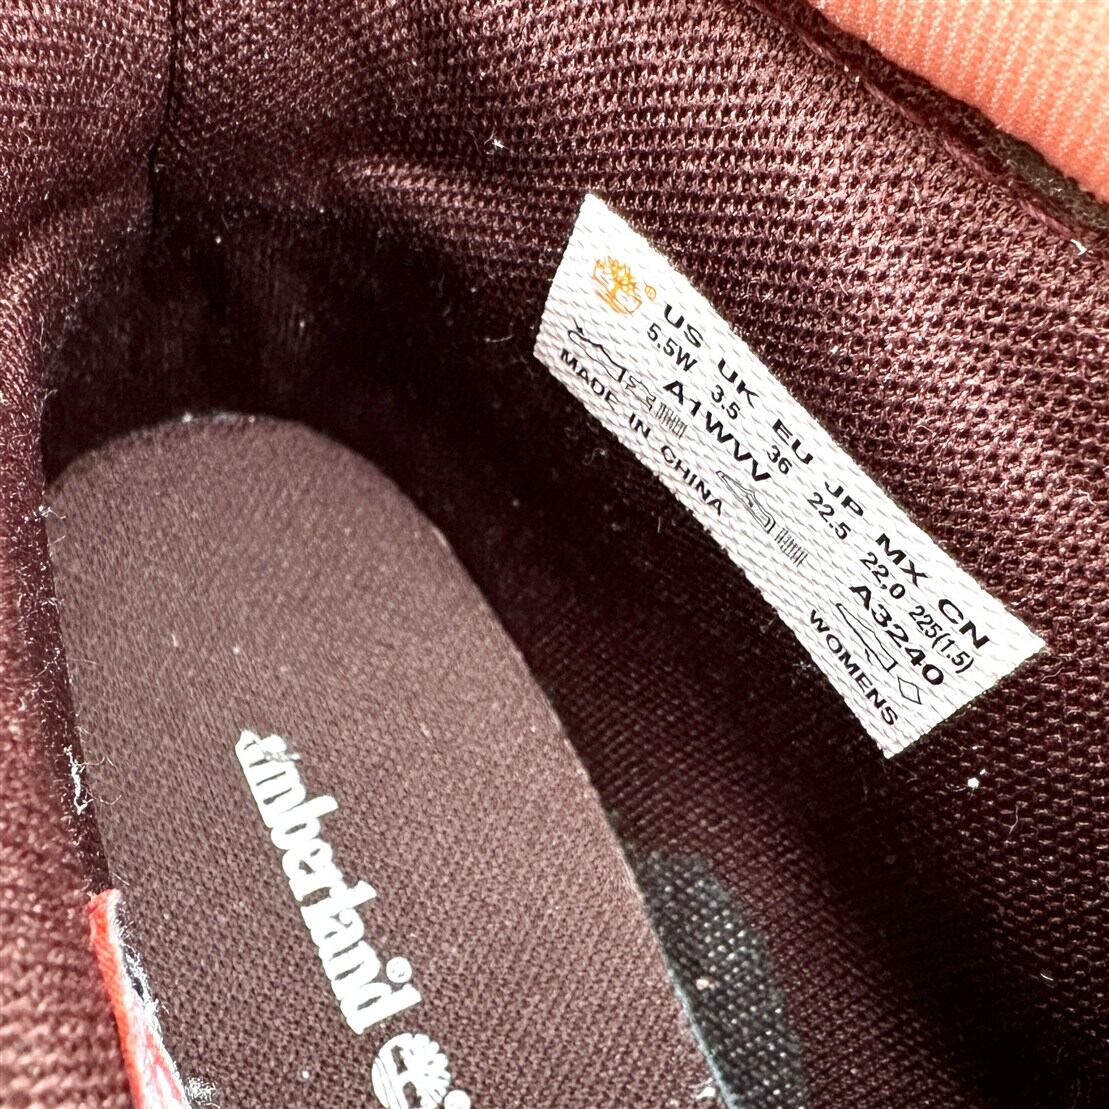 US UK EU JP MX CN
5.5W 3.5 36 22.5 22,0 225(1.5)
A1WVV A3240
MADE IN CHINA WOMENS
Timberland®